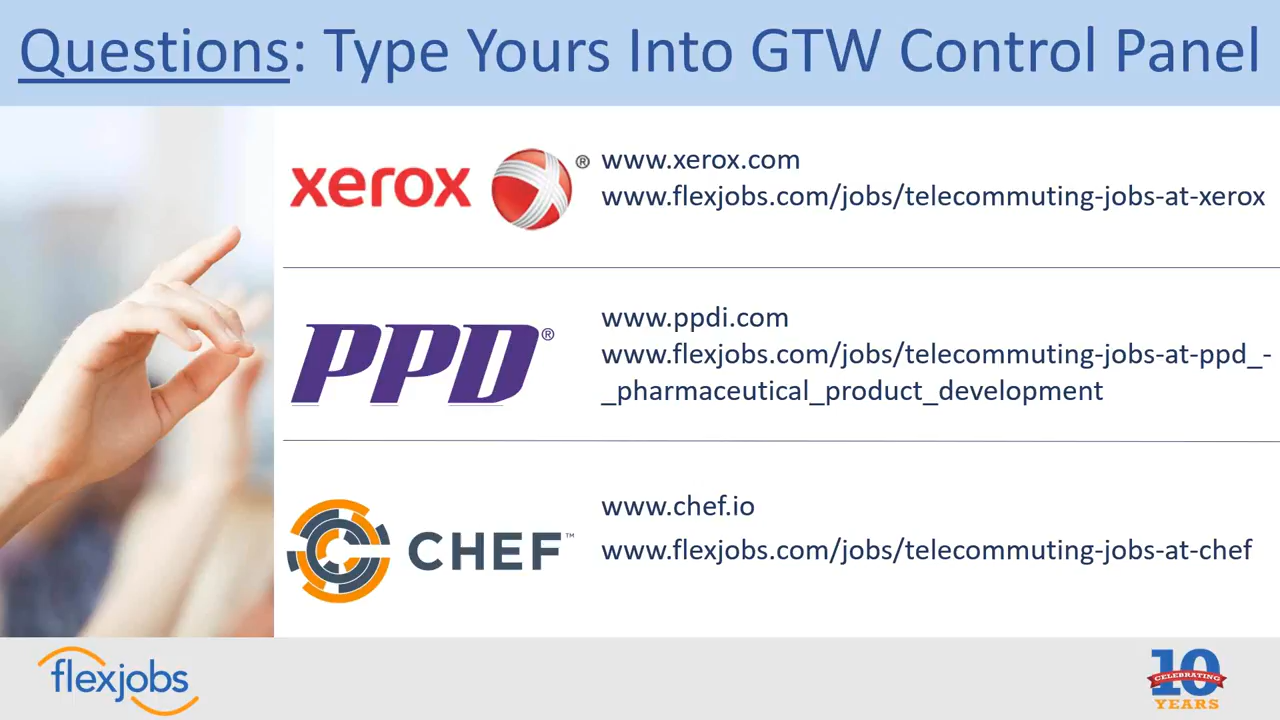 Questions: Type Yours Into GTW Control Panel
xerox ®
www.xerox.com
www.flexjobs.com/jobs/telecommuting-jobs-at-xerox
PPD®
www.ppdi.com
www.flexjobs.com/jobs/telecommuting-jobs-at-ppd_-
_pharmaceutical_product_development
CHEF™
www.chef.io
www.flexjobs.com/jobs/telecommuting-jobs-at-chef
flexjobs
10
CELEBRATING
YEARS